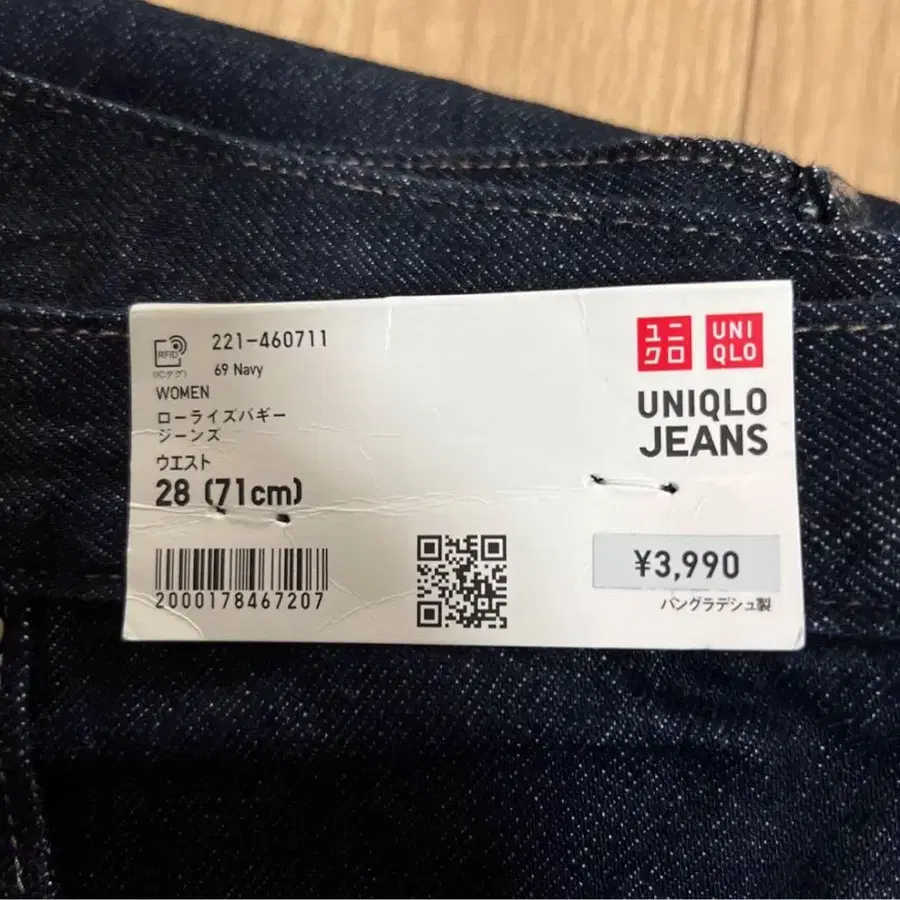 RFID
(ICタグ)
221-460711
69 Navy
WOMEN
ローライズバギー
ジーンズ
ウエスト
28 (71cm)
2000178467207
ユニ
クロ
UNI
QLO
UNIQLO
JEANS
¥3,990
バングラデシュ製